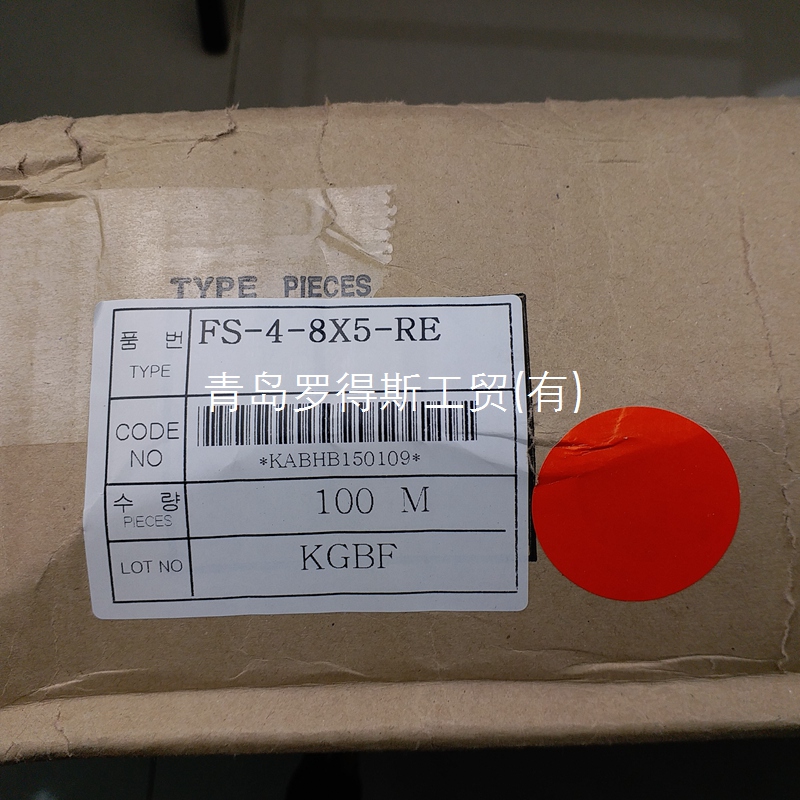 TYPE PIECES
품 번
TYPE
FS-4-8X5-RE
青岛罗得斯工贸(有)
CODE
NO
*KABHB150109*
수 량
PIECES
100 M
LOT NO
KGBF